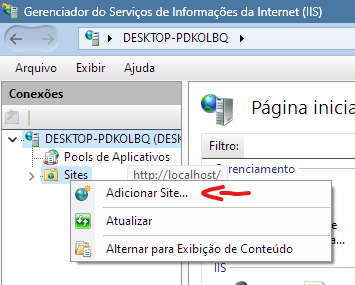 Gerenciador do Serviços de Informações da Internet (IIS)
DESKTOP-PDKOLBQ
Arquivo Exibir Ajuda
Conexões
DESKTOP-PDKOLBQ (DESK
Pools de Aplicativos
Sites http://localhost/
Adicionar Site...
Atualizar
Alternar para Exibição de Conteúdo
Página inicia
Filtro:
Gerenciamento
IIS